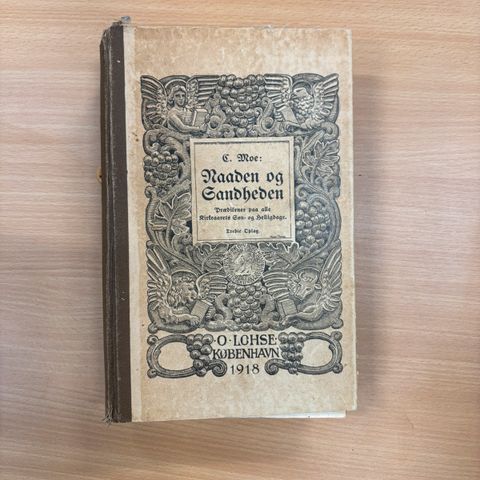 C. Moe:
Naaden og
Sandheden
Prædikener paa alle
Kirkeaarets Søn- og Helligdage.
Tredie Oplag
O. LOHSE.
KØBENHAVN
1918